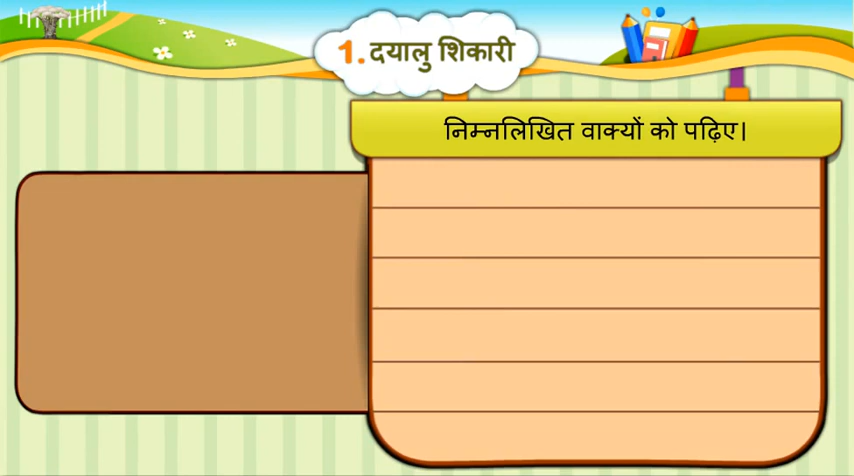 1. दयालु शिकारी
निम्नलिखित वाक्यों को पढ़िए।